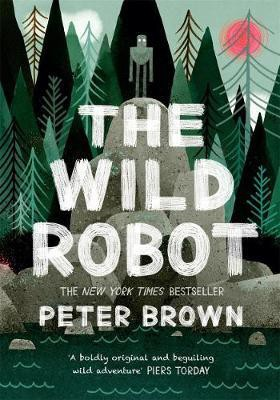 THE
WILD
ROBOT
THE NEW YORK TIMES BESTSELLER
PETER BROWN
'A boldly original and beguiling
wild adventure' PIERS TORDAY